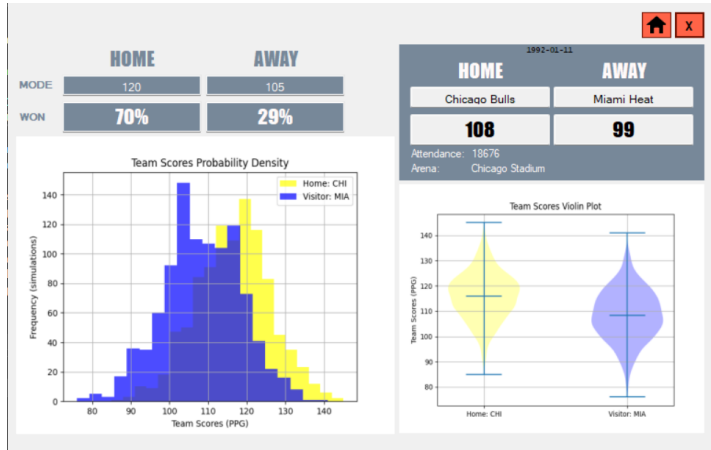 X
HOME AWAY
MODE 120 105
WON 70% 29%
1992-01-11
HOME AWAY
Chicago Bulls Miami Heat
108 99
Attendance: 18676
Arena: Chicago Stadium
Team Scores Probability Density
Home: CHI
Visitor: MIA
140
120
100
80
60
40
20
0
Frequency (simulations)
80 90 100 110 120 130 140
Team Scores (PPG)
Team Scores Violin Plot
140
130
120
110
100
90
80
Team Scores (PPG)
Home: CHI Visitor: MIA